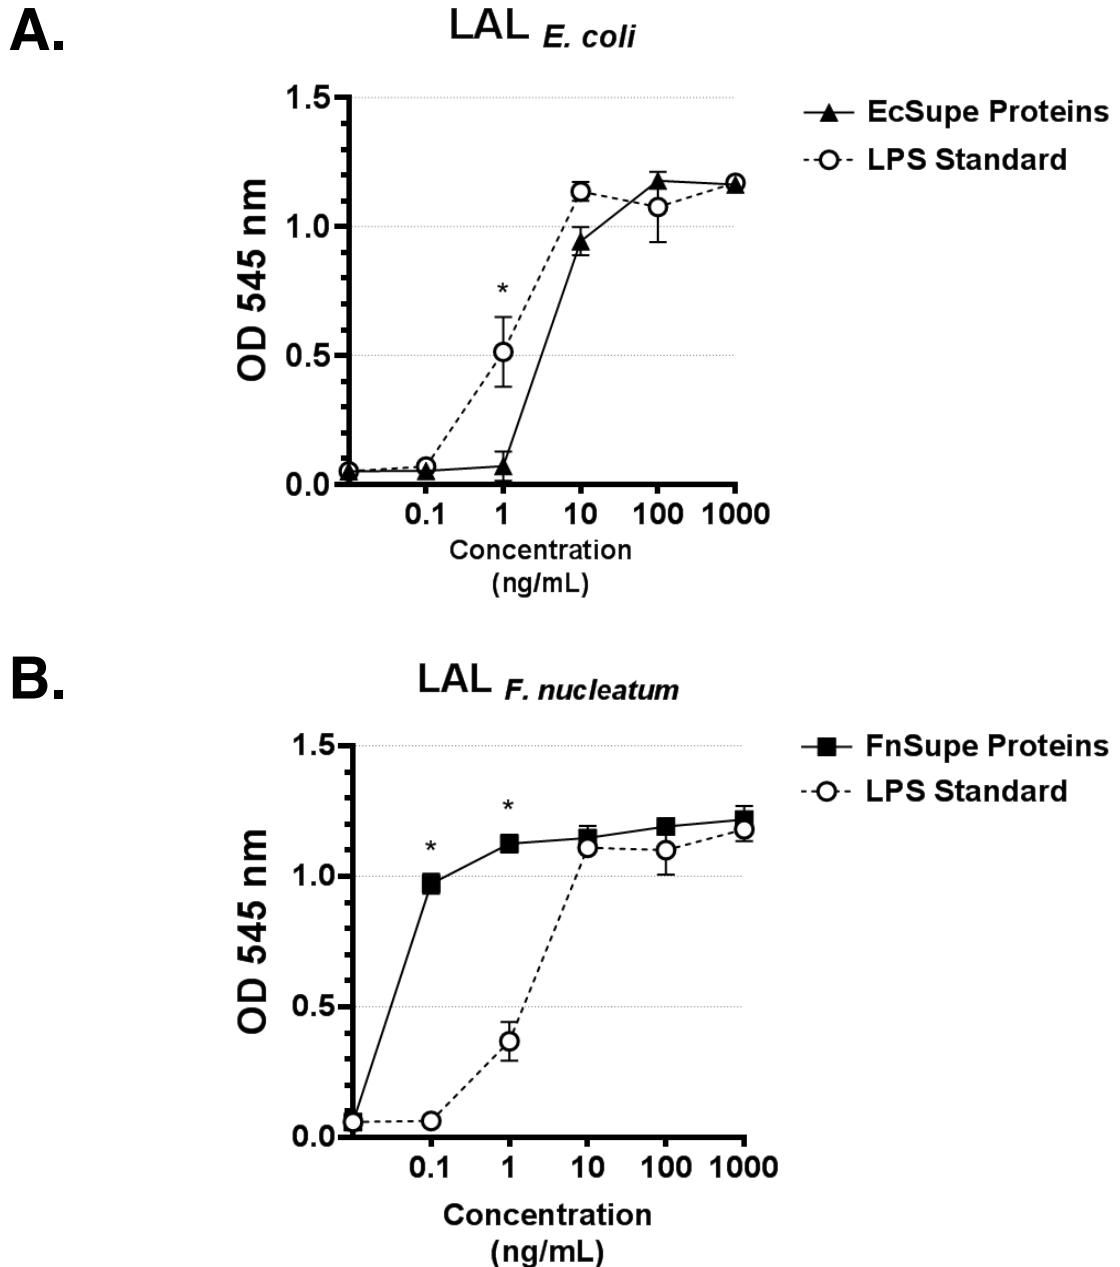 A.
LAL E. coli
1.5
1.0
0.5
0.0
OD 545 nm
*
0.1 1 10 100 1000
Concentration
(ng/mL)
EcSupe Proteins
LPS Standard
B.
LAL F. nucleatum
1.5
1.0
0.5
0.0
OD 545 nm
* *
0.1 1 10 100 1000
Concentration
(ng/mL)
FnSupe Proteins
LPS Standard